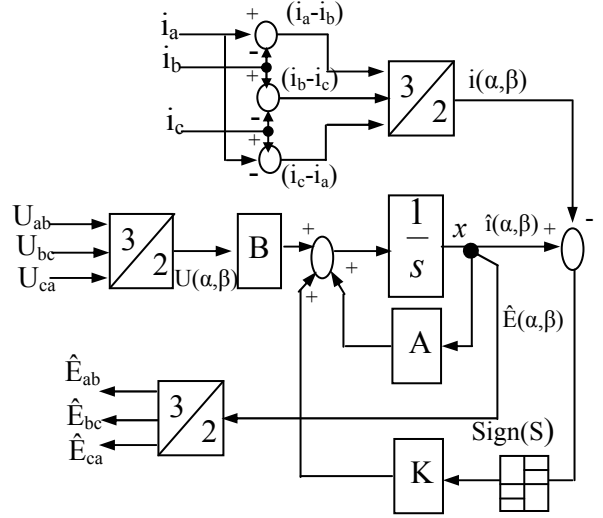 (ia-ib)
+
ia
-
ib
+
(ib-ic)
3
2
i(α,β)
-
ic
+
-
(ic-ia)
-
Uab
Ubc
Uca
3
2
U(α,β)
B
+
+
+
1
s
x
î(α,β)
+
Ê(α,β)
A
Êab
Êbc
Êca
3
2
Sign(S)
K